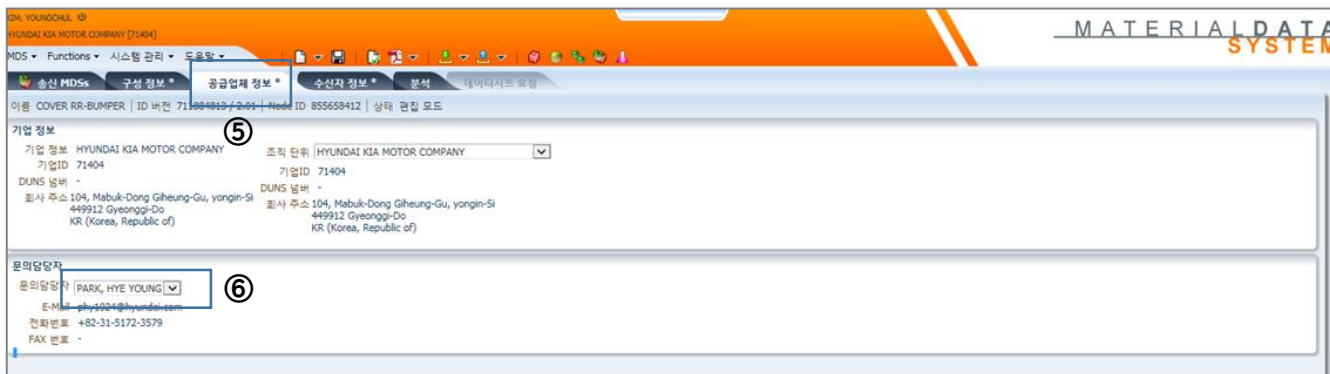 KIM, YOUNGCHUL
HYUNDAI KIA MOTOR COMPANY [71404]
MATERIAL DATA
SYSTEM
MDS Functions 시스템 관리 도움말
송신 MDSs 구성 정보 * 공급업체 정보 * 수신자 정보 * 분석 데이터시트 요청
이름 COVER RR-BUMPER | ID 버전 711884813 / 2.01 | Node ID 855658412 | 상태 편집 모드
⑤
기업 정보
기업 정보 HYUNDAI KIA MOTOR COMPANY
기업ID 71404
DUNS 넘버 -
회사 주소 104, Mabuk-Dong Giheung-Gu, yongin-Si
449912 Gyeonggi-Do
KR (Korea, Republic of)
조직 단위 HYUNDAI KIA MOTOR COMPANY
기업ID 71404
DUNS 넘버 -
회사 주소 104, Mabuk-Dong Giheung-Gu, yongin-Si
449912 Gyeonggi-Do
KR (Korea, Republic of)
문의담당자
문의담당자 PARK, HYE YOUNG
⑥
E-Mail phy1024@hyundai.com
전화번호 +82-31-5172-3579
FAX 번호 -